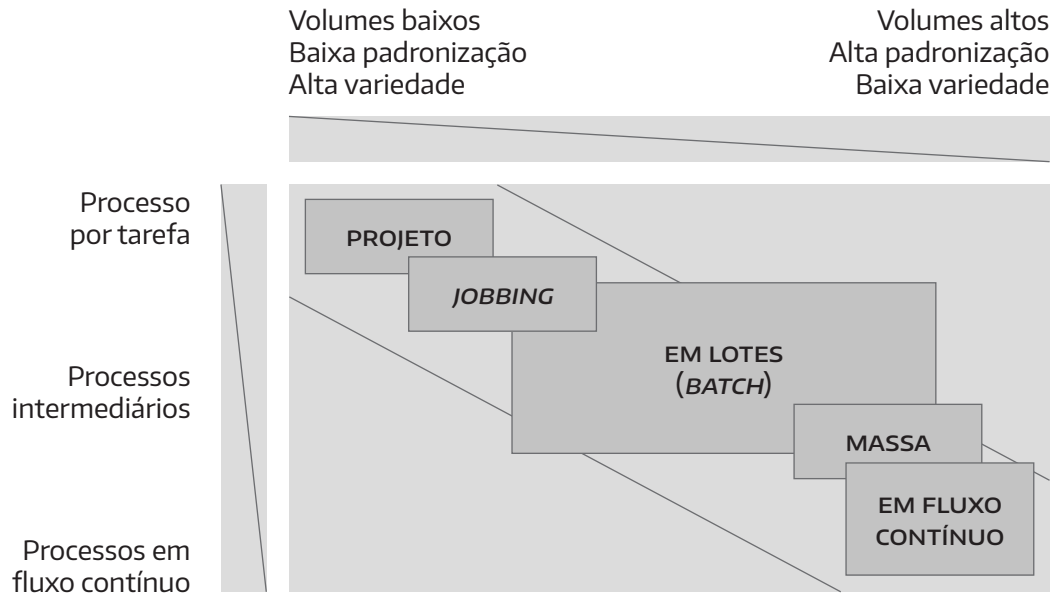 Volumes baixos
Baixa padronização
Alta variedade
Volumes altos
Alta padronização
Baixa variedade
Processo
por tarefa
PROJETO
JOBBING
EM LOTES
(BATCH)
Processos
intermediários
MASSA
EM FLUXO
CONTÍNUO
Processos em
fluxo contínuo